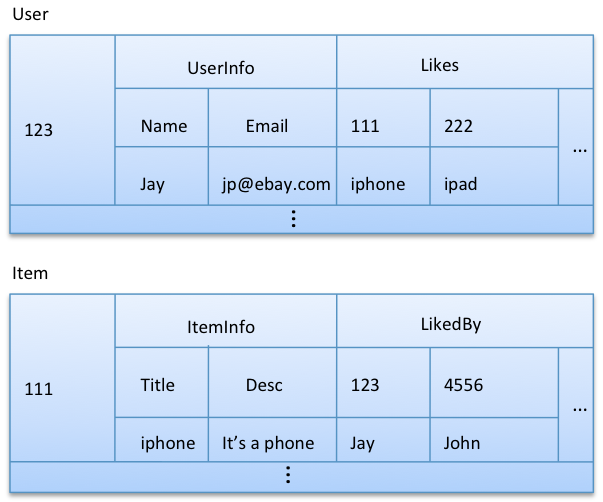 User
UserInfo Likes
123
Name Email 111 222
...
Jay jp@ebay.com iphone ipad
⋮
Item
ItemInfo LikedBy
111
Title Desc 123 4556
...
iphone It's a phone Jay John
⋮